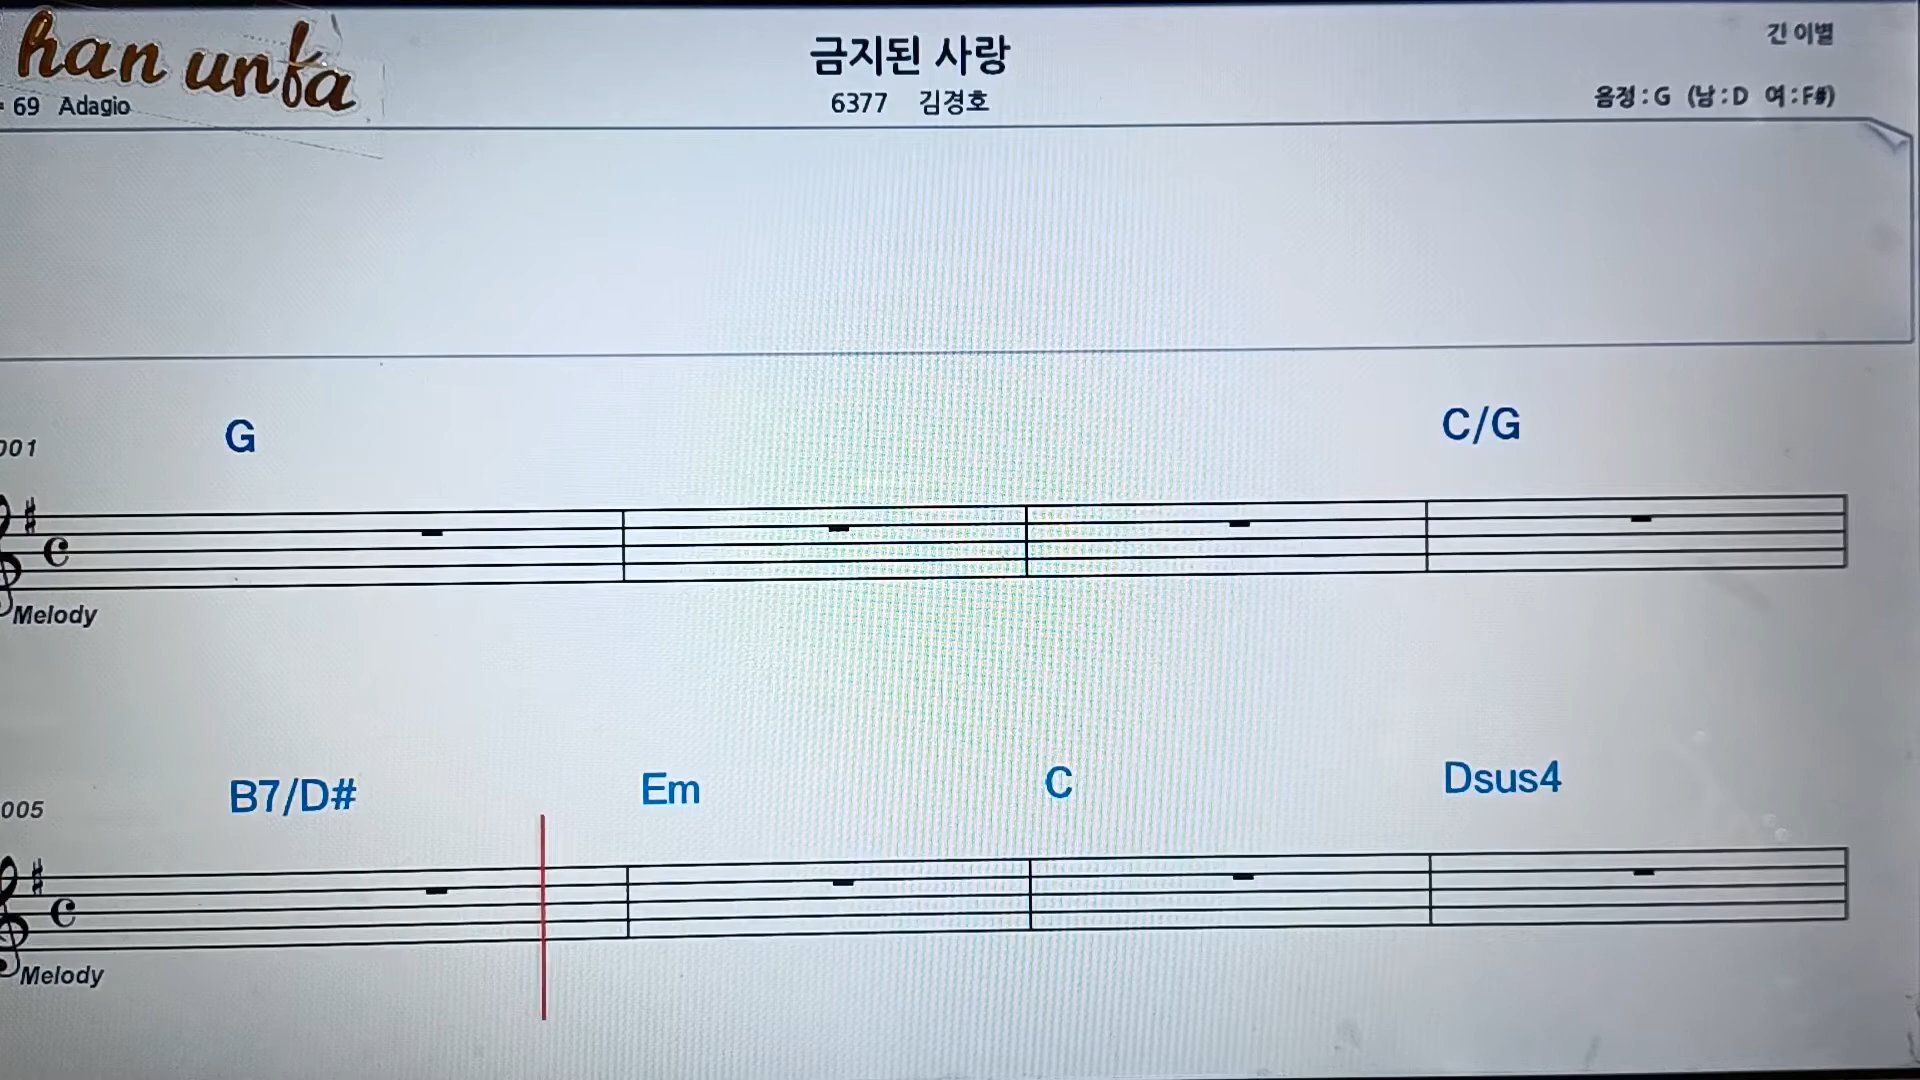 han unfa
금지된 사랑
긴 이별
= 69 Adagio
6377 김경호
음정 : G (남 : D 여 : F#)
G C/G
001
Melody
B7/D# Em C Dsus4
005
Melody